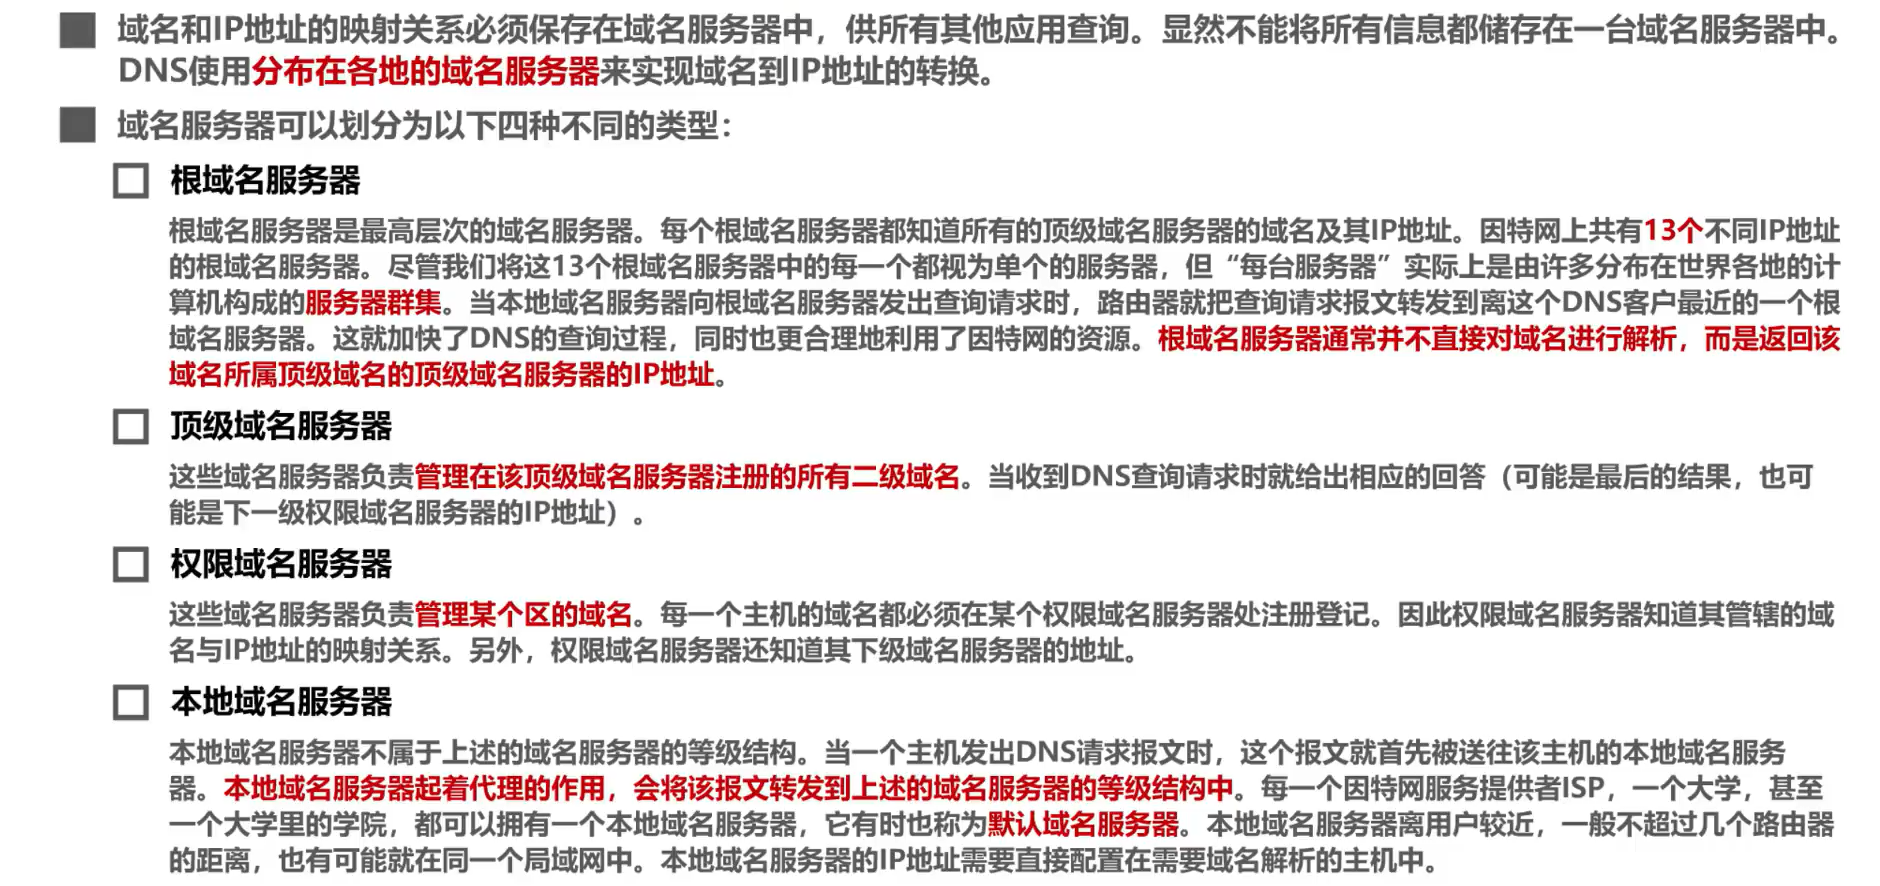 域名和IP地址的映射关系必须保存在域名服务器中，供所有其他应用查询。显然不能将所有信息都储存在一台域名服务器中。
DNS使用分布在各地的域名服务器来实现域名到IP地址的转换。
域名服务器可以划分为以下四种不同的类型：
根域名服务器
根域名服务器是最高层次的域名服务器。每个根域名服务器都知道所有的顶级域名服务器的域名及其IP地址。因特网上共有13个不同IP地址
的根域名服务器。尽管我们将这13个根域名服务器中的每一个都视为单个的服务器，但“每台服务器”实际上是由许多分布在世界各地的计
算机构成的服务器群集。当本地域名服务器向根域名服务器发出查询请求时，路由器就把查询请求报文转发到离这个DNS客户最近的一个根
域名服务器。这就加快了DNS的查询过程，同时也更合理地利用了因特网的资源。根域名服务器通常并不直接对域名进行解析，而是返回该
域名所属顶级域名的顶级域名服务器的IP地址。
顶级域名服务器
这些域名服务器负责管理在该顶级域名服务器注册的所有二级域名。当收到DNS查询请求时就给出相应的回答（可能是最后的结果，也可
能是下一级权限域名服务器的IP地址）。
权限域名服务器
这些域名服务器负责管理某个区的域名。每一个主机的域名都必须在某个权限域名服务器处注册登记。因此权限域名服务器知道其管辖的域
名与IP地址的映射关系。另外，权限域名服务器还知道其下级域名服务器的地址。
本地域名服务器
本地域名服务器不属于上述的域名服务器的等级结构。当一个主机发出DNS请求报文时，这个报文就首先被送往该主机的本地域名服务
器。本地域名服务器起着代理的作用，会将该报文转发到上述的域名服务器的等级结构中。每一个因特网服务提供者ISP，一个大学，甚至
一个大学里的学院，都可以拥有一个本地域名服务器，它有时也称为默认域名服务器。本地域名服务器离用户较近，一般不超过几个路由器
的距离，也有可能就在同一个局域网中。本地域名服务器的IP地址需要直接配置在需要域名解析的主机中。